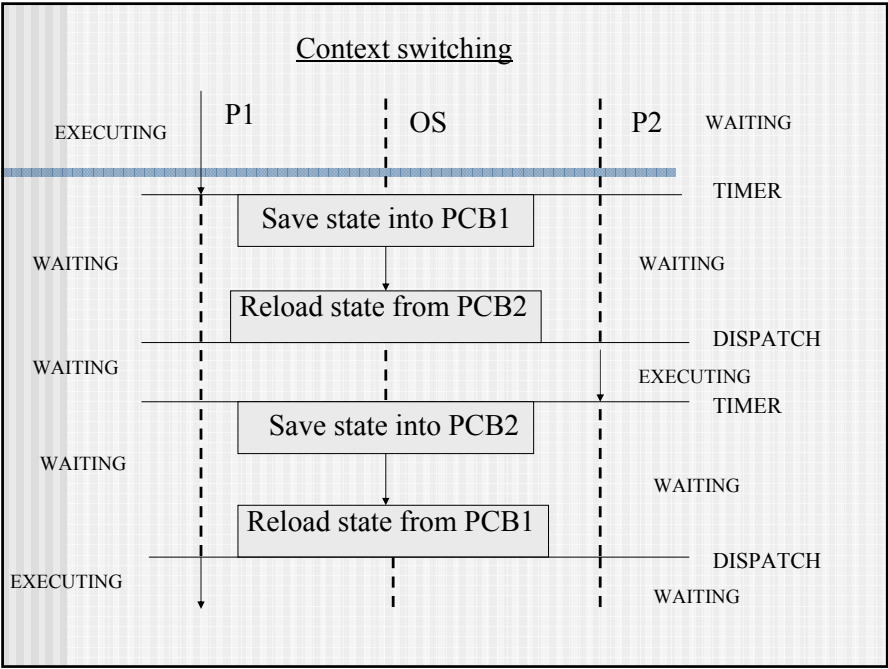 Context switching
EXECUTING P1 OS P2 WAITING
TIMER
Save state into PCB1
WAITING WAITING
Reload state from PCB2
DISPATCH
WAITING EXECUTING
TIMER
Save state into PCB2
WAITING WAITING
Reload state from PCB1
DISPATCH
EXECUTING WAITING